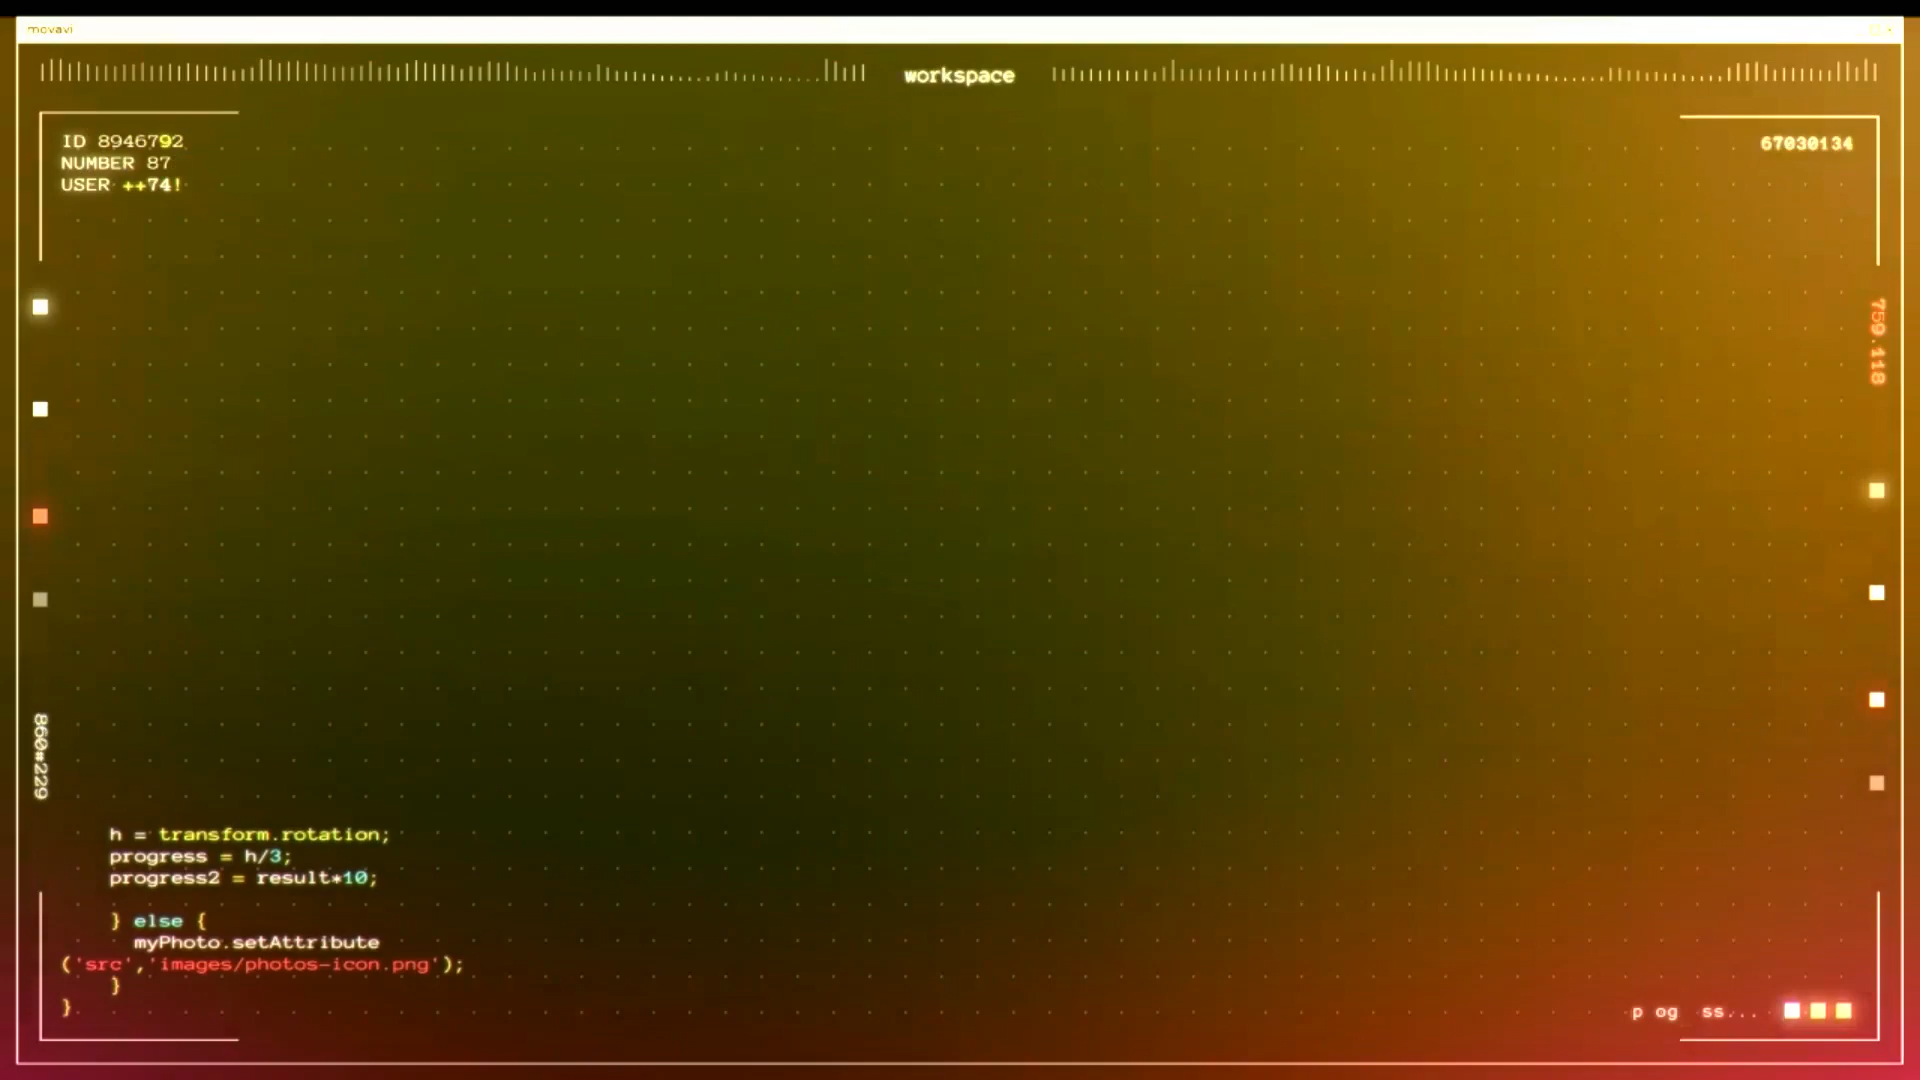 movavi
workspace
ID 8946792
NUMBER 87
USER ++74!
67030134
759.118
860#229
h = transform.rotation;
progress = h/3;
progress2 = result*10;
} else {
myPhoto.setAttribute
('src','images/photos-icon.png');
}
}
p og  ss...